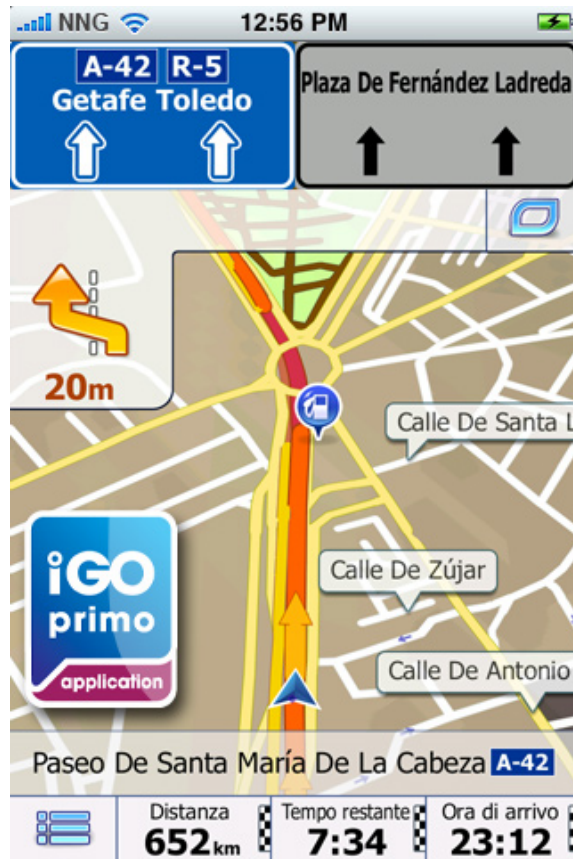 NNG 12:56 PM
A-42 R-5
Getafe Toledo
Plaza De Fernández Ladreda
20m
Calle De Santa L
iGO
primo
application
Calle De Zújar
Calle De Antonio
Paseo De Santa María De La Cabeza A-42
Distanza Tempo restante Ora di arrivo
652km 7:34 23:12